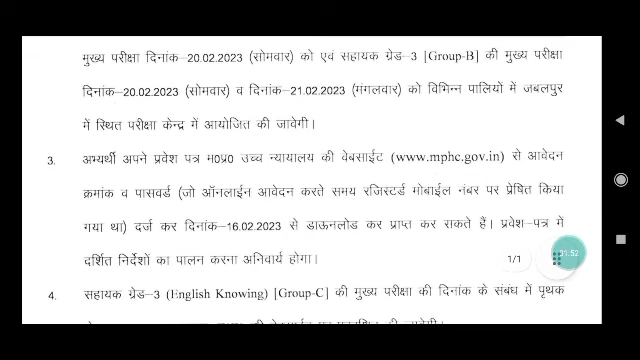 मुख्य परीक्षा दिनांक–20.02.2023 (सोमवार) को एवं सहायक ग्रेड–3 [Group-B] की मुख्य परीक्षा
दिनांक–20.02.2023 (सोमवार) व दिनांक–21.02.2023 (मंगलवार) को विभिन्न पालियों में जबलपुर
में स्थित परीक्षा केन्द्र में आयोजित की जावेगी।
3. अभ्यर्थी अपने प्रवेश पत्र म0प्र0 उच्च न्यायालय की वेबसाईट (www.mphc.gov.in) से आवेदन
क्रमांक व पासवर्ड (जो ऑनलाईन आवेदन करते समय रजिस्टर्ड मोबाईल नंबर पर प्रेषित किया
गया था) दर्ज कर दिनांक–16.02.2023 से डाऊनलोड कर प्राप्त कर सकते हैं। प्रवेश–पत्र में
दर्शित निर्देशों का पालन करना अनिवार्य होगा।
1/1
01:52
4. सहायक ग्रेड–3 (English Knowing) [Group-C] की मुख्य परीक्षा की दिनांक के संबंध में पृथक